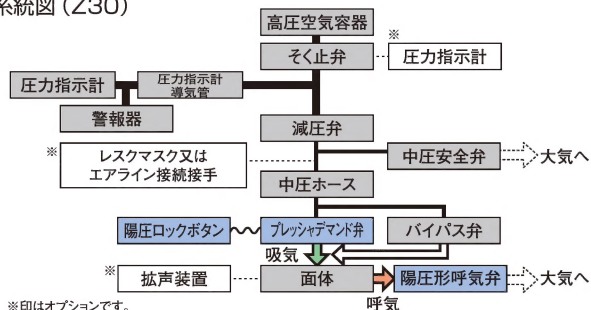 系統図(Z30)
高圧空気容器
※
そく止弁
圧力指示計
圧力指示計
圧力指示計
導気管
警報器
減圧弁
※
レスクマスク又は
エアライン接続接手
中圧安全弁
大気へ
中圧ホース
陽圧ロックボタン
プレッシャデマンド弁
バイパス弁
吸気
※
拡声装置
面体
陽圧形呼気弁
大気へ
呼気
※印はオプションです。